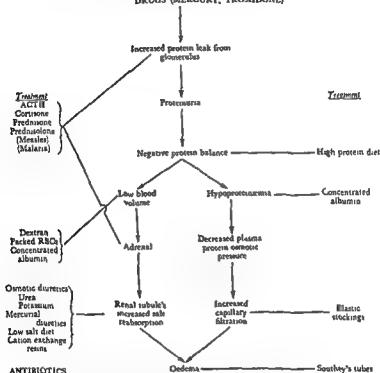 DRUGS (MERCURY, TROXIDONE)
Increased protein leak from
glomerulus
Treatment
ACTH
Cortisone
Prednisone
Prednisolone
(Measles)
(Malaria)
Proteinuria
Treatment
Negative protein balance
High protein diet
Low blood
volume
Hypoproteinæmia
Concentrated
albumin
Dextran
Packed RBCs
Concentrated
albumin
Adrenal
Decreased plasma
protein osmotic
pressure
Osmotic diuretics
Urea
Potassium
Mercurial
diuretics
Low salt diet
Cation exchange
resins
Renal tubule's
increased salt
reabsorption
Increased
capillary
filtration
Elastic
stockings
ANTIBIOTICS
Oedema
Southey's tubes